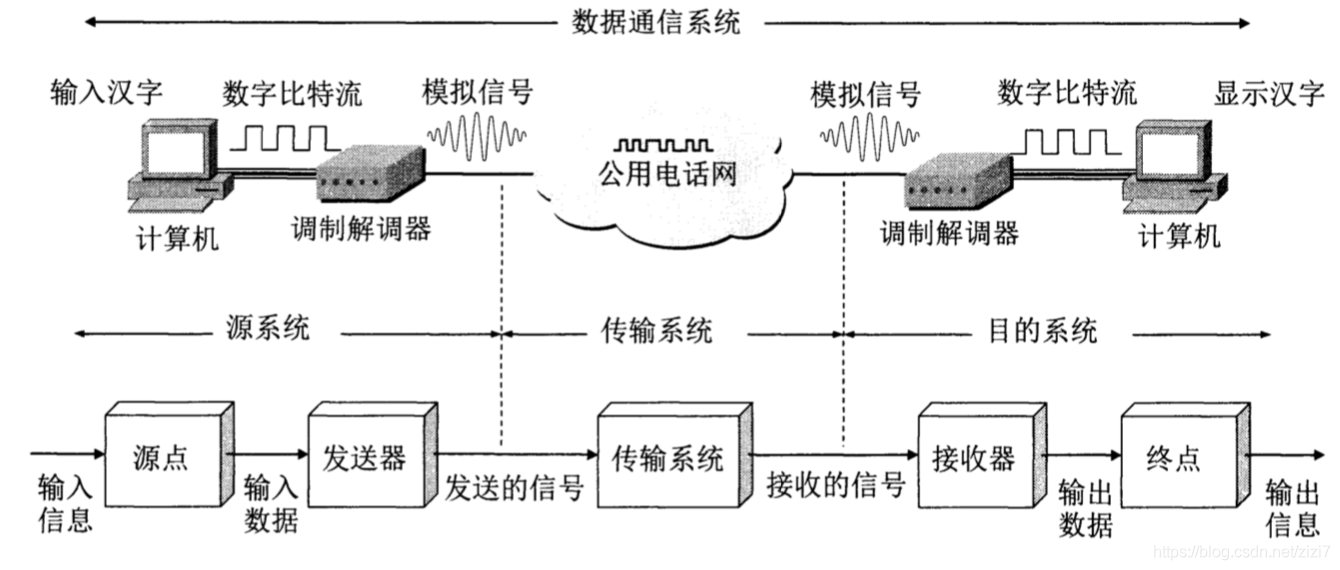 数据通信系统
输入汉字
数字比特流
模拟信号
模拟信号
数字比特流
显示汉字
公用电话网
计算机
调制解调器
调制解调器
计算机
源系统
传输系统
目的系统
源点
发送器
传输系统
接收器
终点
输入
信息
输入
数据
发送的信号
接收的信号
输出
数据
输出
信息
https://blog.csdn.net/zizi7